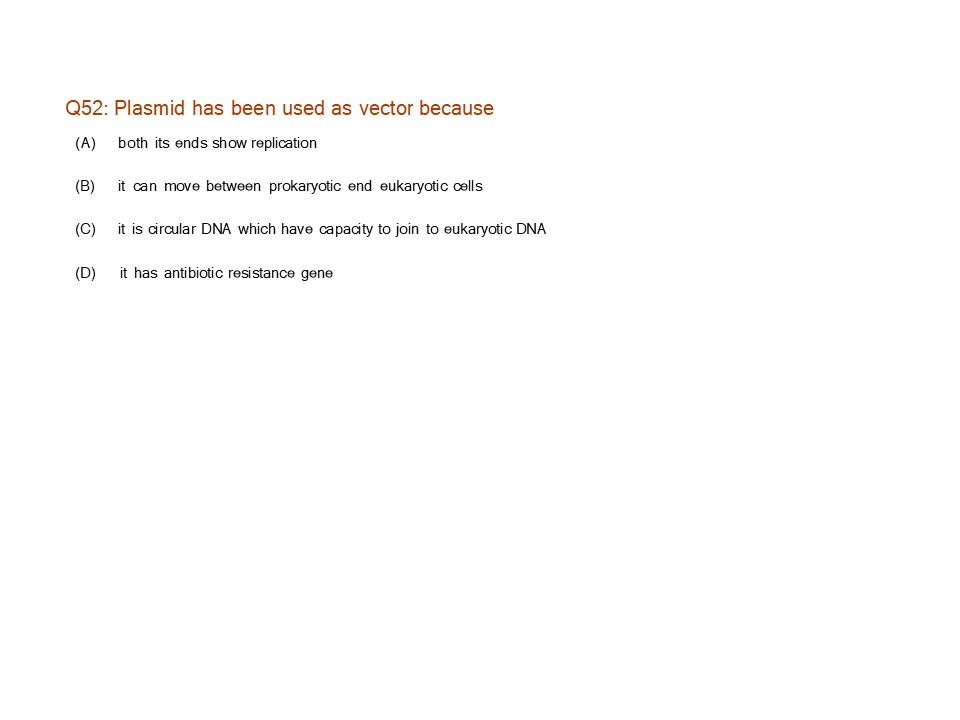 Q52: Plasmid has been used as vector because
(A) both its ends show replication
(B) it can move between prokaryotic end eukaryotic cells
(C) it is circular DNA which have capacity to join to eukaryotic DNA
(D) it has antibiotic resistance gene